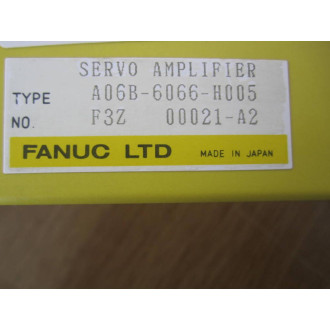 SERVO AMPLIFIER
TYPE A06B-6066-H005
NO. F3Z 00021-A2
FANUC LTD MADE IN JAPAN